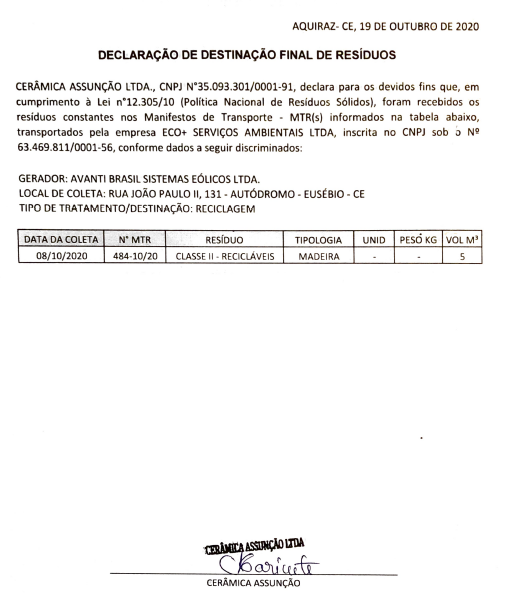 AQUIRAZ- CE, 19 DE OUTUBRO DE 2020
DECLARAÇÃO DE DESTINAÇÃO FINAL DE RESÍDUOS
CERÂMICA ASSUNÇÃO LTDA., CNPJ N°35.093.301/0001-91, declara para os devidos fins que, em
cumprimento à Lei n°12.305/10 (Política Nacional de Resíduos Sólidos), foram recebidos os
resíduos constantes nos Manifestos de Transporte - MTR(s) informados na tabela abaixo,
transportados pela empresa ECO+ SERVIÇOS AMBIENTAIS LTDA, inscrita no CNPJ sob o Nº
63.469.811/0001-56, conforme dados a seguir discriminados:
GERADOR: AVANTI BRASIL SISTEMAS EÓLICOS LTDA.
LOCAL DE COLETA: RUA JOÃO PAULO II, 131 - AUTÓDROMO - EUSÉBIO - CE
TIPO DE TRATAMENTO/DESTINAÇÃO: RECICLAGEM
DATA DA COLETA N° MTR RESÍDUO TIPOLOGIA UNID PESO KG VOL M³
08/10/2020 484-10/20 CLASSE II - RECICLÁVEIS MADEIRA - - 5
CERÂMICA ASSUNÇÃO LTDA
CERÂMICA ASSUNÇÃO